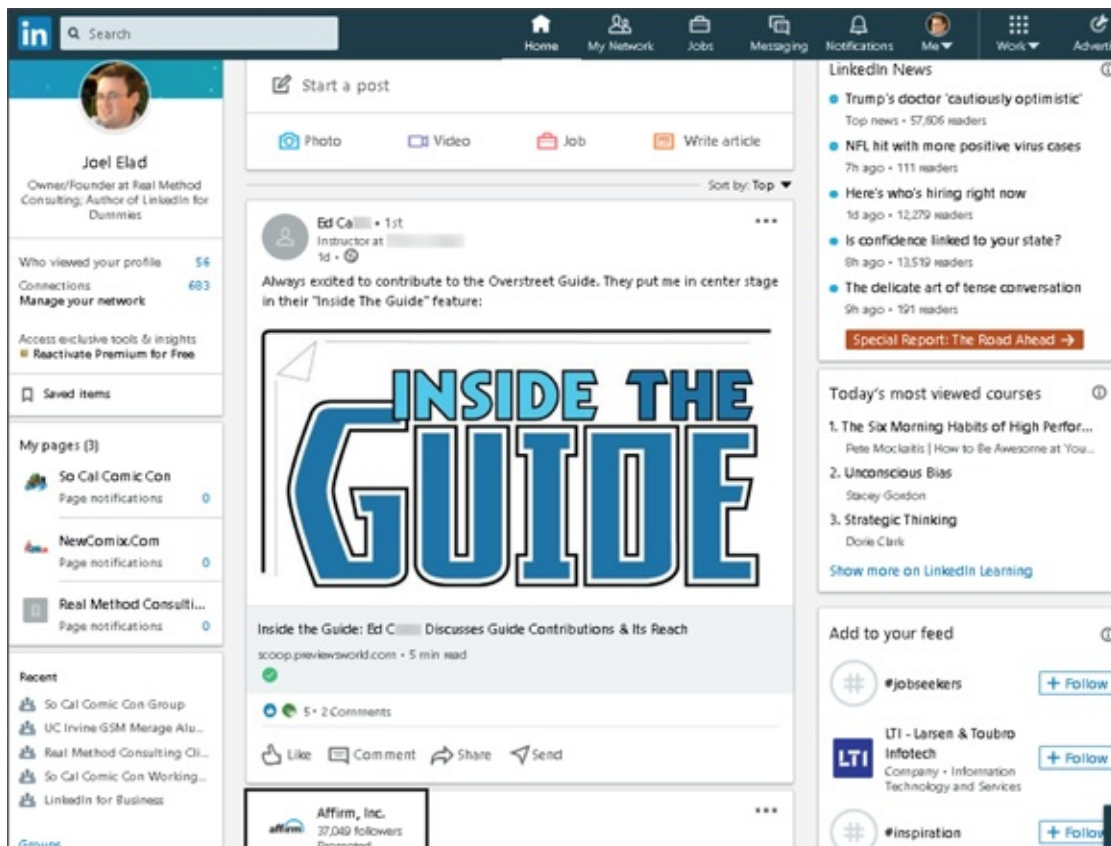 in
Search
Home
My Network
Jobs
Messaging
Notifications
Me
Work
Joel Elad
Owner/Founder at Real Method
Consulting; Author of LinkedIn for
Dummies
Who viewed your profile 56
Connections 683
Manage your network
Access exclusive tools & insights
Reactivate Premium for Free
Saved items
My pages (3)
So Cal Comic Con
Page notifications 0
NewComix.Com
Page notifications 0
Real Method Consulti...
Page notifications 0
Recent
So Cal Comic Con Group
UC Irvine GSM Merage Alu...
Real Method Consulting Cli...
So Cal Comic Con Working...
LinkedIn for Business
Groups
Start a post
Photo
Video
Job
Write article
Sort by: Top
Ed Ca • 1st
Instructor at
1d •
Always excited to contribute to the Overstreet Guide. They put me in center stage
in their "Inside The Guide" feature:
INSIDE THE
GUIDE
Inside the Guide: Ed C Discusses Guide Contributions & Its Reach
scoop.previewsworld.com • 5 min read
5 • 2 Comments
Like
Comment
Share
Send
affirm
Affirm, Inc.
37,049 followers
Promoted
LinkedIn News
Trump's doctor 'cautiously optimistic'
Top news • 57,606 readers
NFL hit with more positive virus cases
7h ago • 111 readers
Here's who's hiring right now
1d ago • 12,279 readers
Is confidence linked to your state?
8h ago • 13,519 readers
The delicate art of tense conversation
9h ago • 191 readers
Special Report: The Road Ahead →
Today's most viewed courses
1. The Six Morning Habits of High Perfor...
Pete Mockaitis | How to Be Awesome at You...
2. Unconscious Bias
Stacey Gordon
3. Strategic Thinking
Dorie Clark
Show more on LinkedIn Learning
Add to your feed
# #jobseekers
+ Follow
LTI
LTI - Larsen & Toubro
Infotech
Company • Information
Technology and Services
+ Follow
# #inspiration
+ Follow